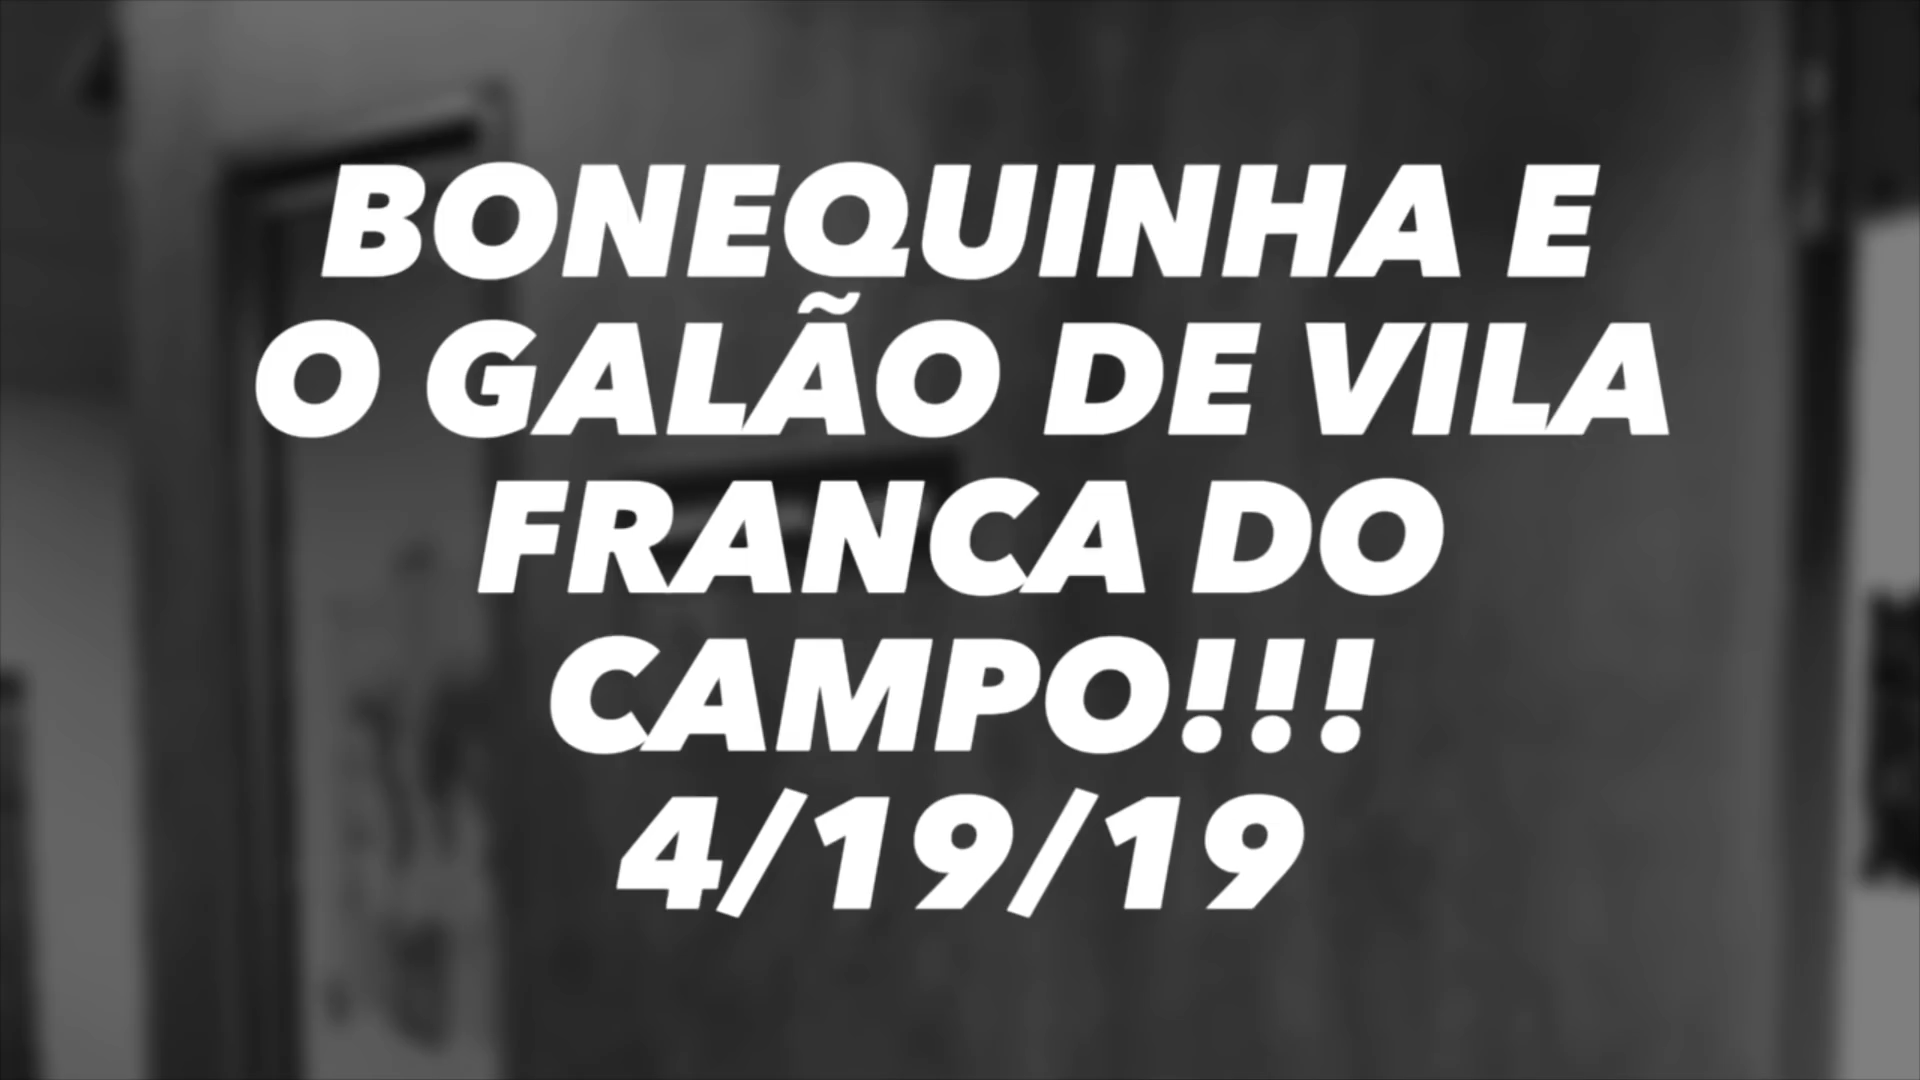 BONEQUINHA E
O GALÃO DE VILA
FRANCA DO
CAMPO!!!
4/19/19